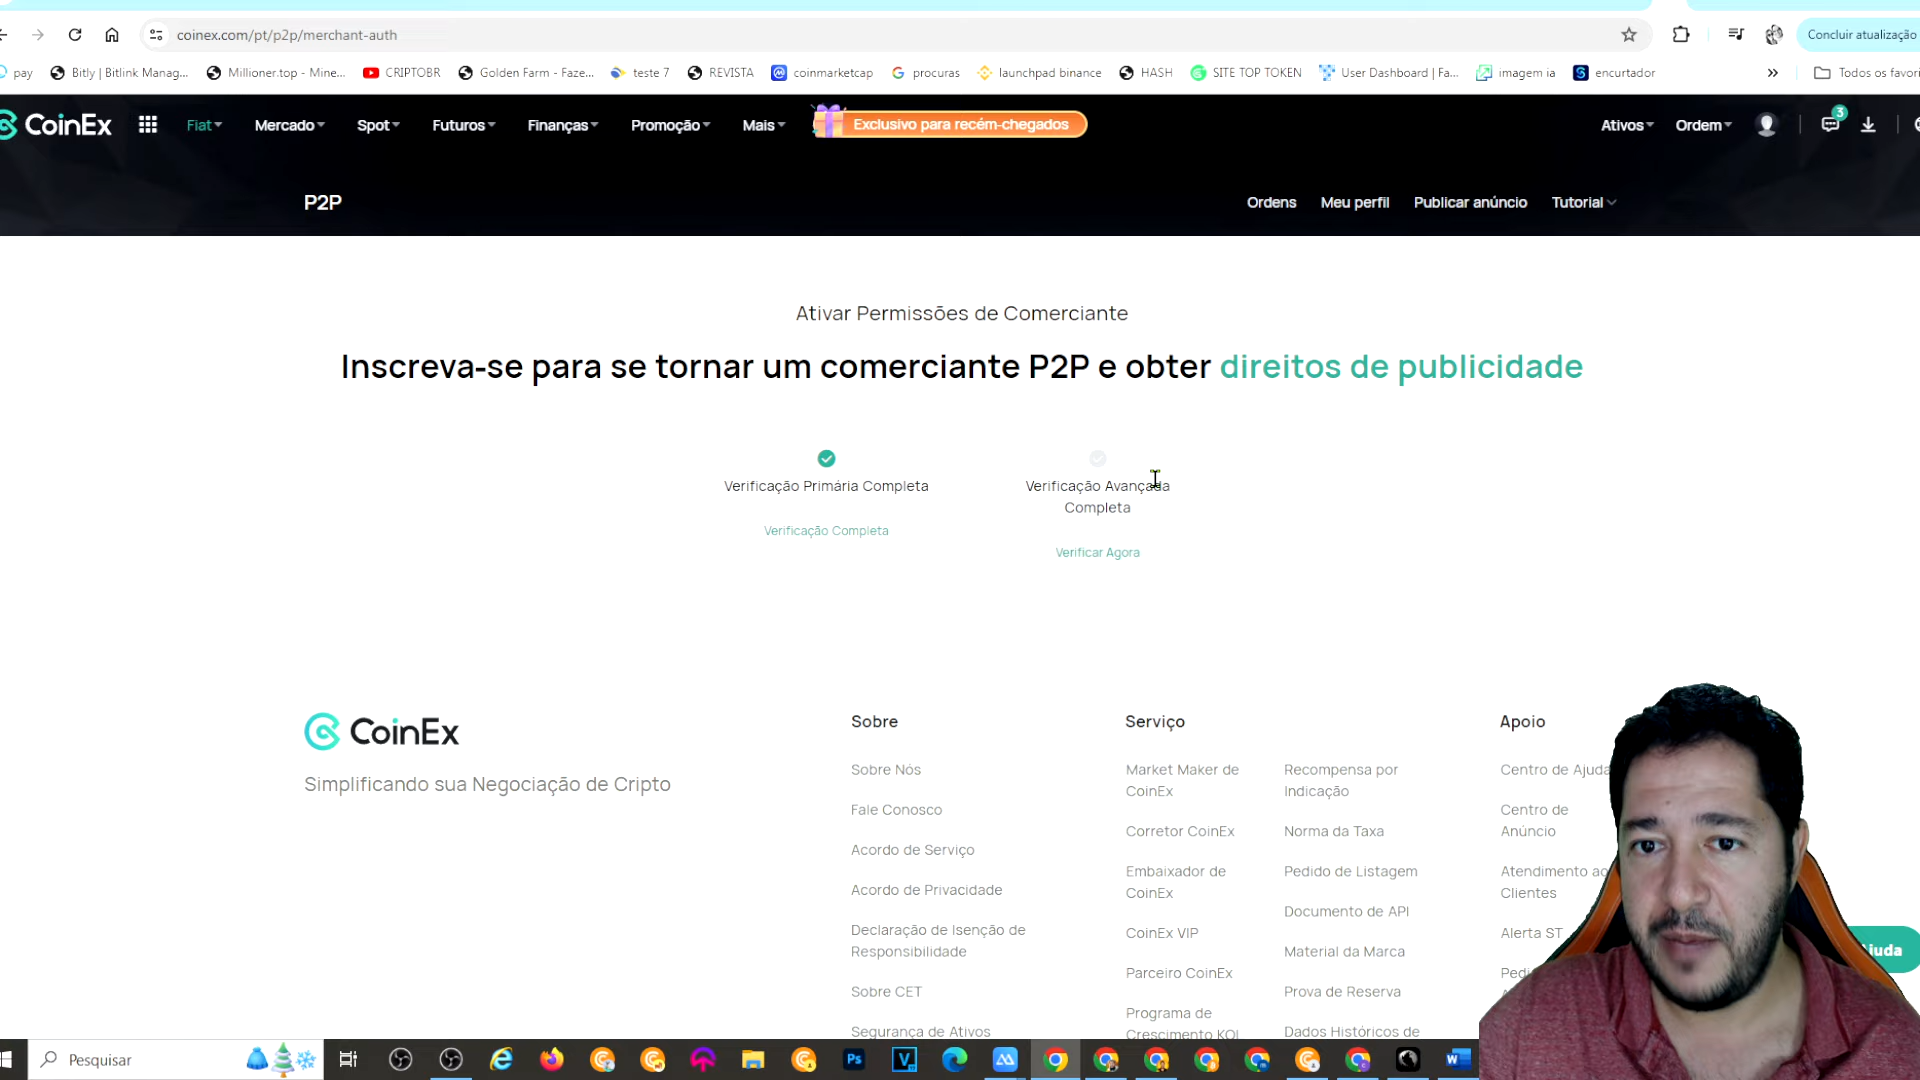 coinex.com/pt/p2p/merchant-auth
Concluir atualização
pay
Bitly | Bitlink Manag...
Millioner.top - Mine...
CRIPTOBR
Golden Farm - Faze...
teste 7
REVISTA
coinmarketcap
procuras
launchpad binance
HASH
SITE TOP TOKEN
User Dashboard | Fa...
imagem ia
encurtador
Todos os favori
CoinEx
Fiat
Mercado
Spot
Futuros
Finanças
Promoção
Mais
Exclusivo para recém-chegados
Ativos
Ordem
3
P2P
Ordens
Meu perfil
Publicar anúncio
Tutorial
Ativar Permissões de Comerciante
Inscreva-se para se tornar um comerciante P2P e obter direitos de publicidade
Verificação Primária Completa
Verificação Completa
Verificação Avançada
Completa
Verificar Agora
CoinEx
Simplificando sua Negociação de Cripto
Sobre
Sobre Nós
Fale Conosco
Acordo de Serviço
Acordo de Privacidade
Declaração de Isenção de
Responsabilidade
Sobre CET
Segurança de Ativos
Serviço
Market Maker de
CoinEx
Corretor CoinEx
Embaixador de
CoinEx
CoinEx VIP
Parceiro CoinEx
Programa de
Crescimento KOL
Recompensa por
Indicação
Norma da Taxa
Pedido de Listagem
Documento de API
Material da Marca
Prova de Reserva
Dados Históricos de
Apoio
Centro de Ajuda
Centro de
Anúncio
Atendimento ao
Clientes
Alerta ST
Pedi
juda
Pesquisar
Ps
V
W